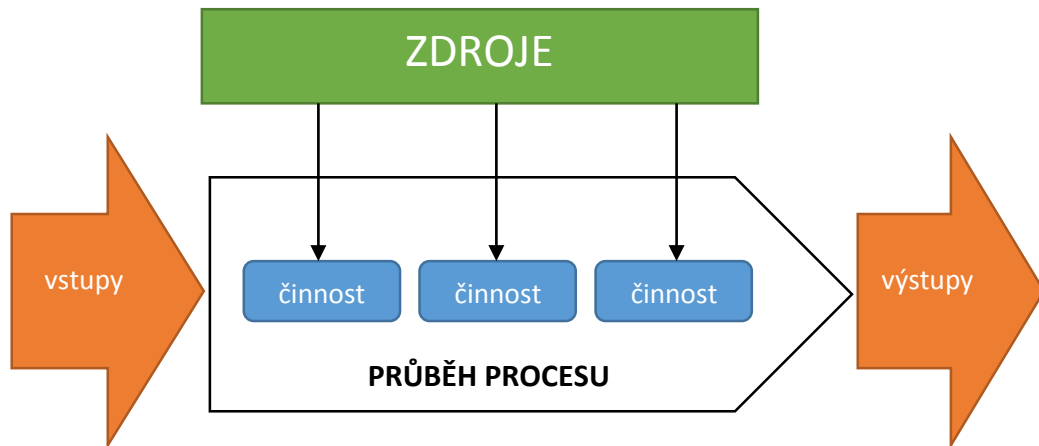 ZDROJE
vstupy
činnost
činnost
činnost
výstupy
PRŮBĚH PROCESU